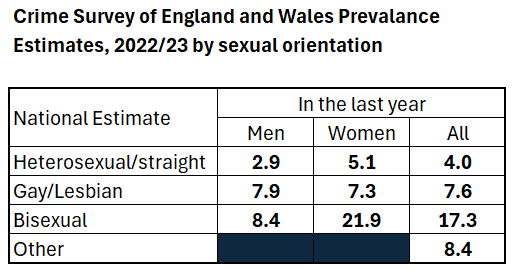 Crime Survey of England and Wales Prevalance
Estimates, 2022/23 by sexual orientation
National Estimate In the last year
Men Women All
Heterosexual/straight 2.9 5.1 4.0
Gay/Lesbian 7.9 7.3 7.6
Bisexual 8.4 21.9 17.3
Other 8.4